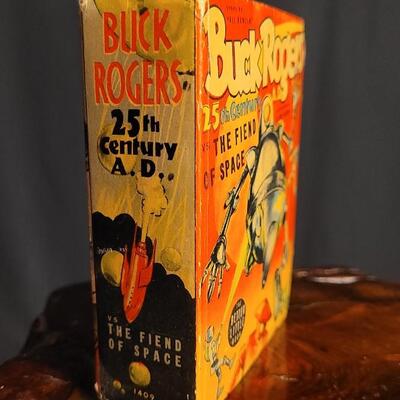 BUCK
ROGERS
25th
Century
A.D..
VS.
THE FIEND
OF SPACE
1409
Buck Rogers
25th Century
vs.
THE FIEND
OF SPACE